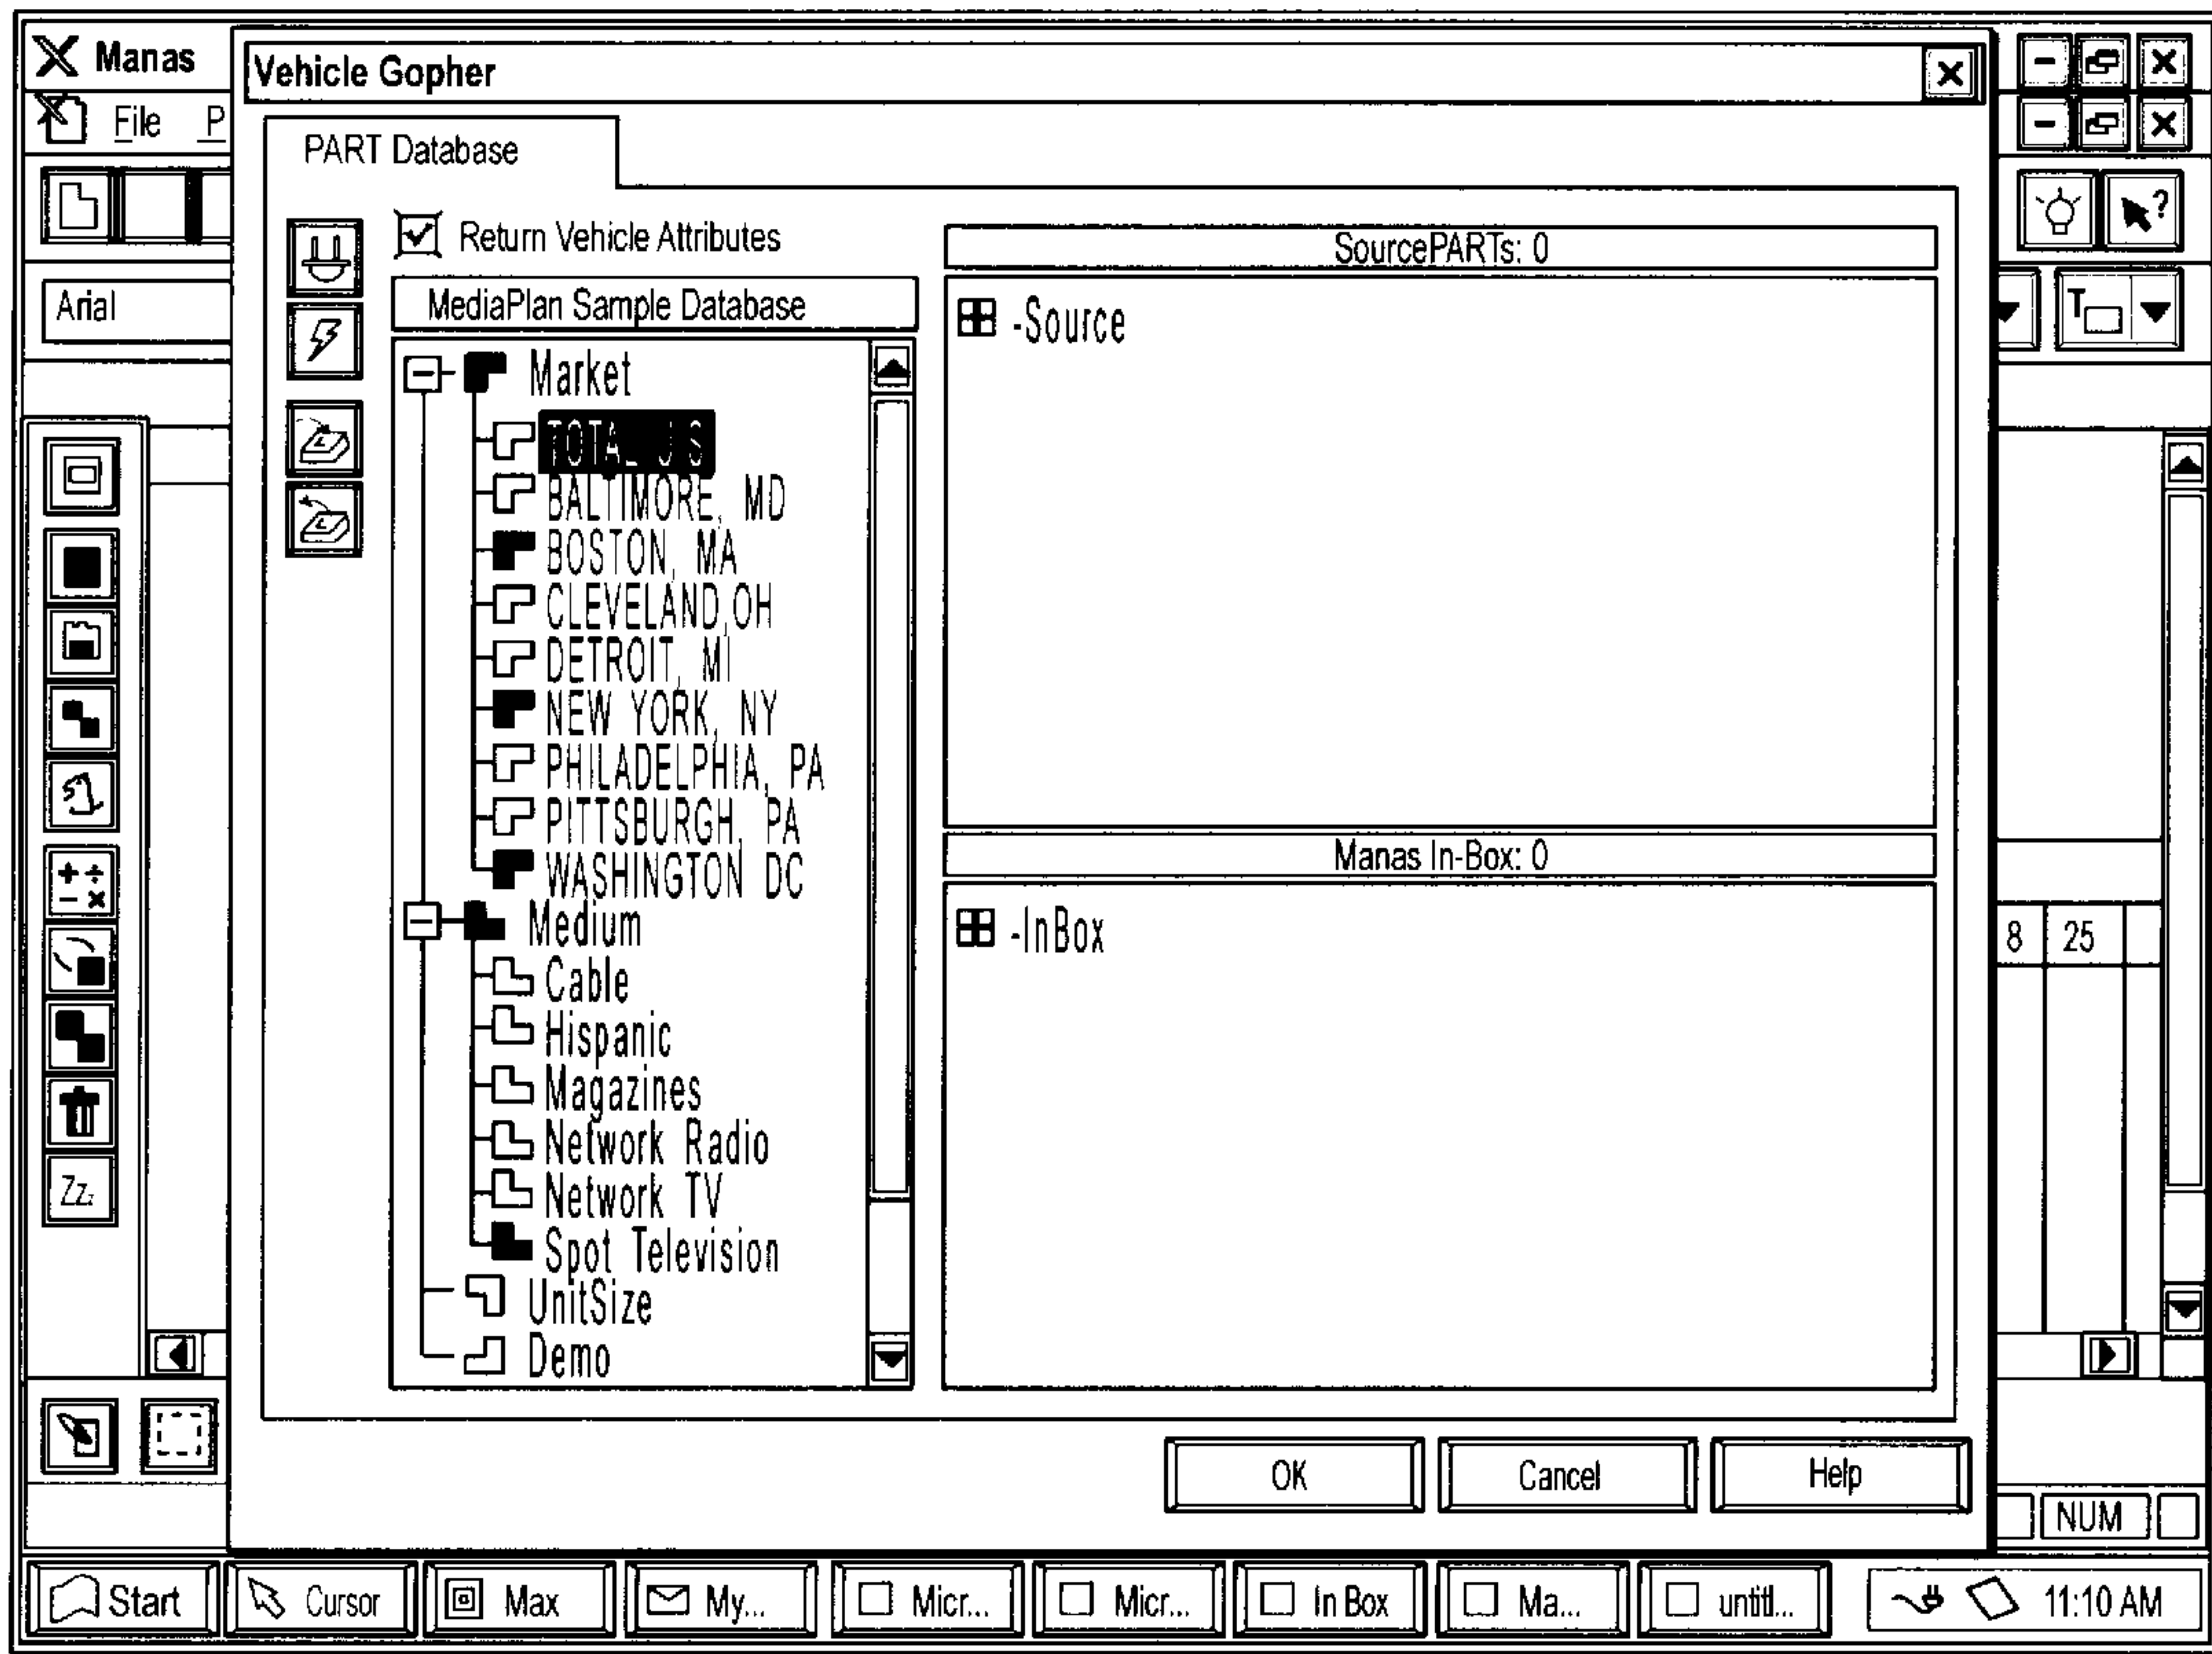 Manas
Vehicle Gopher
File P
PART Database
Return Vehicle Attributes
SourcePARTs: 0
Arial
MediaPlan Sample Database
-Source
Market
TOTAL U S
BALTIMORE, MD
BOSTON, MA
CLEVELAND,OH
DETROIT, MI
NEW YORK, NY
PHILADELPHIA, PA
PITTSBURGH, PA
WASHINGTON DC
Medium
Cable
Hispanic
Magazines
Network Radio
Network TV
Spot Television
UnitSize
Demo
Manas In-Box: 0
-InBox
8 25
Zz
OK Cancel Help
NUM
Start Cursor Max My... Micr... Micr... In Box Ma... untitl... 11:10 AM